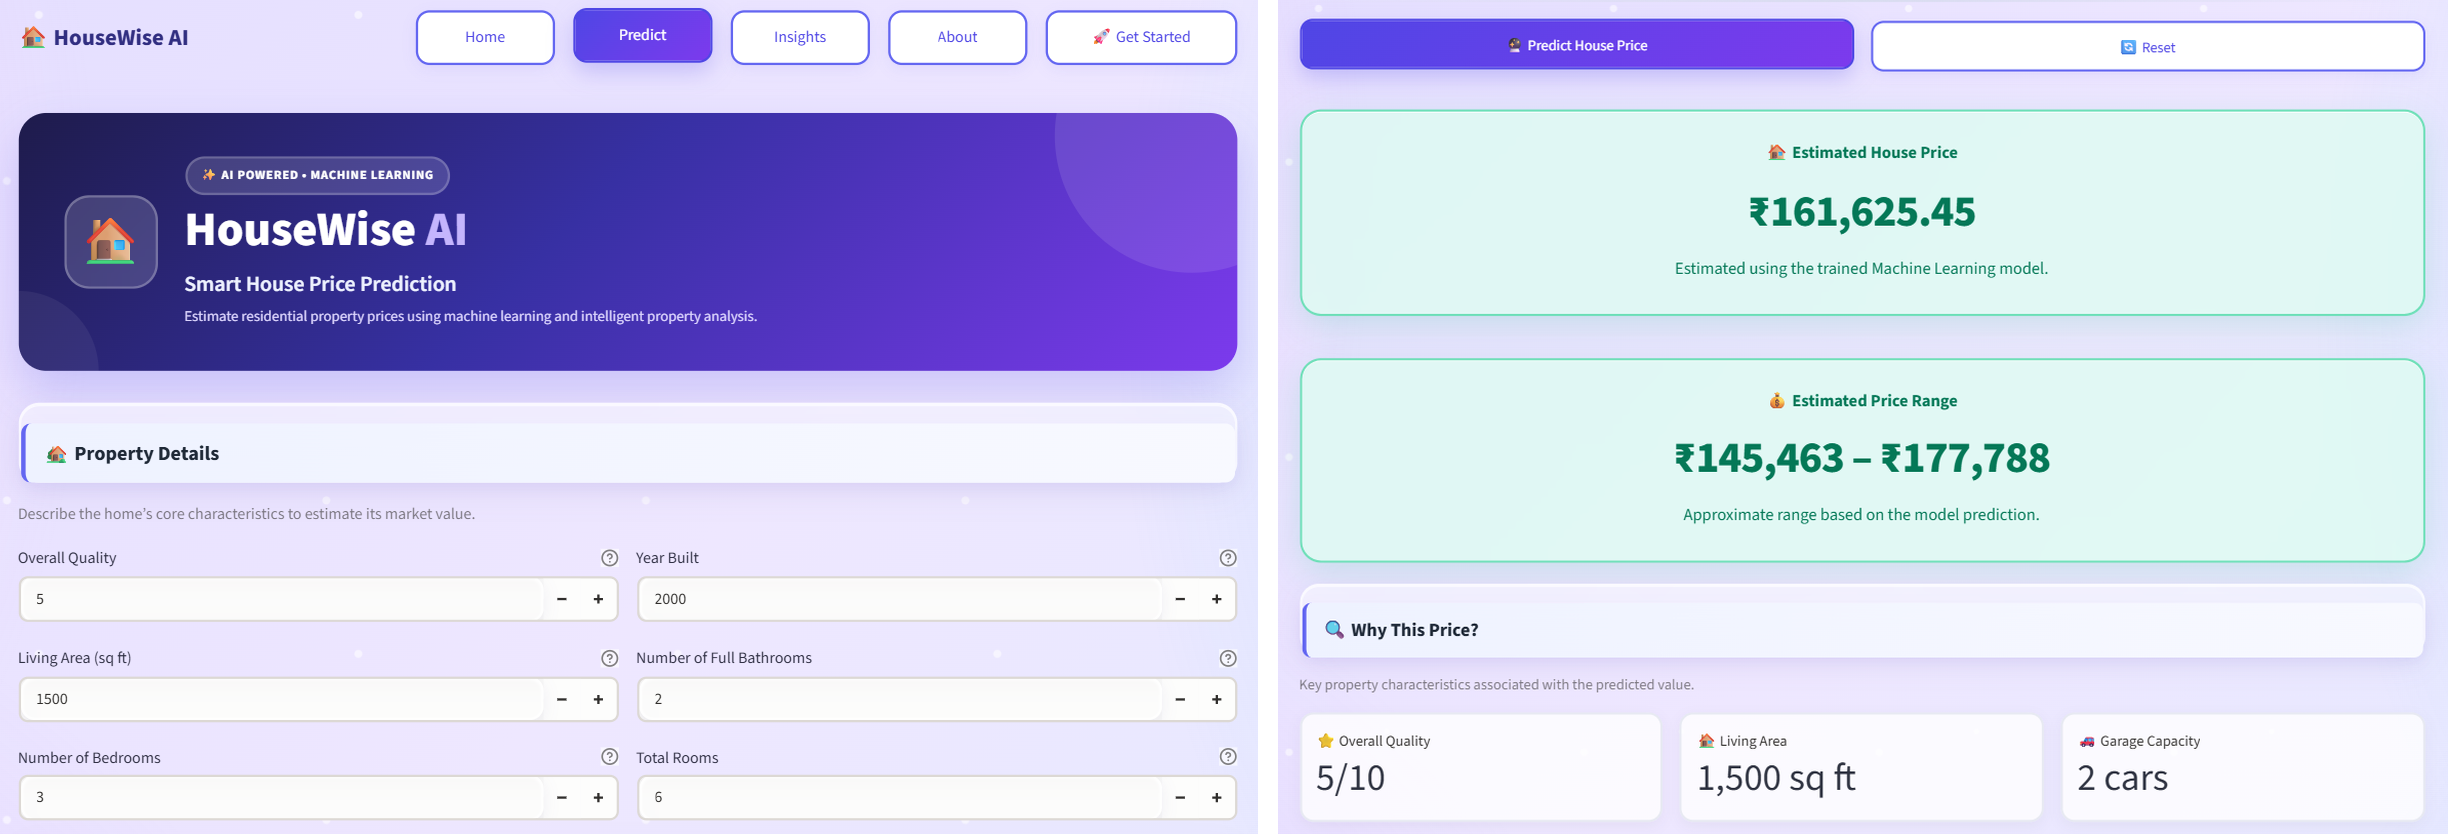 HouseWise AI
Home
Predict
Insights
About
🚀 Get Started
✨ AI POWERED • MACHINE LEARNING
HouseWise AI
Smart House Price Prediction
Estimate residential property prices using machine learning and intelligent property analysis.
Property Details
Describe the home's core characteristics to estimate its market value.
Overall Quality
5
Year Built
2000
Living Area (sq ft)
1500
Number of Full Bathrooms
2
Number of Bedrooms
3
Total Rooms
6
Predict House Price
Reset
Estimated House Price
₹161,625.45
Estimated using the trained Machine Learning model.
Estimated Price Range
₹145,463 – ₹177,788
Approximate range based on the model prediction.
Why This Price?
Key property characteristics associated with the predicted value.
Overall Quality
5/10
Living Area
1,500 sq ft
Garage Capacity
2 cars